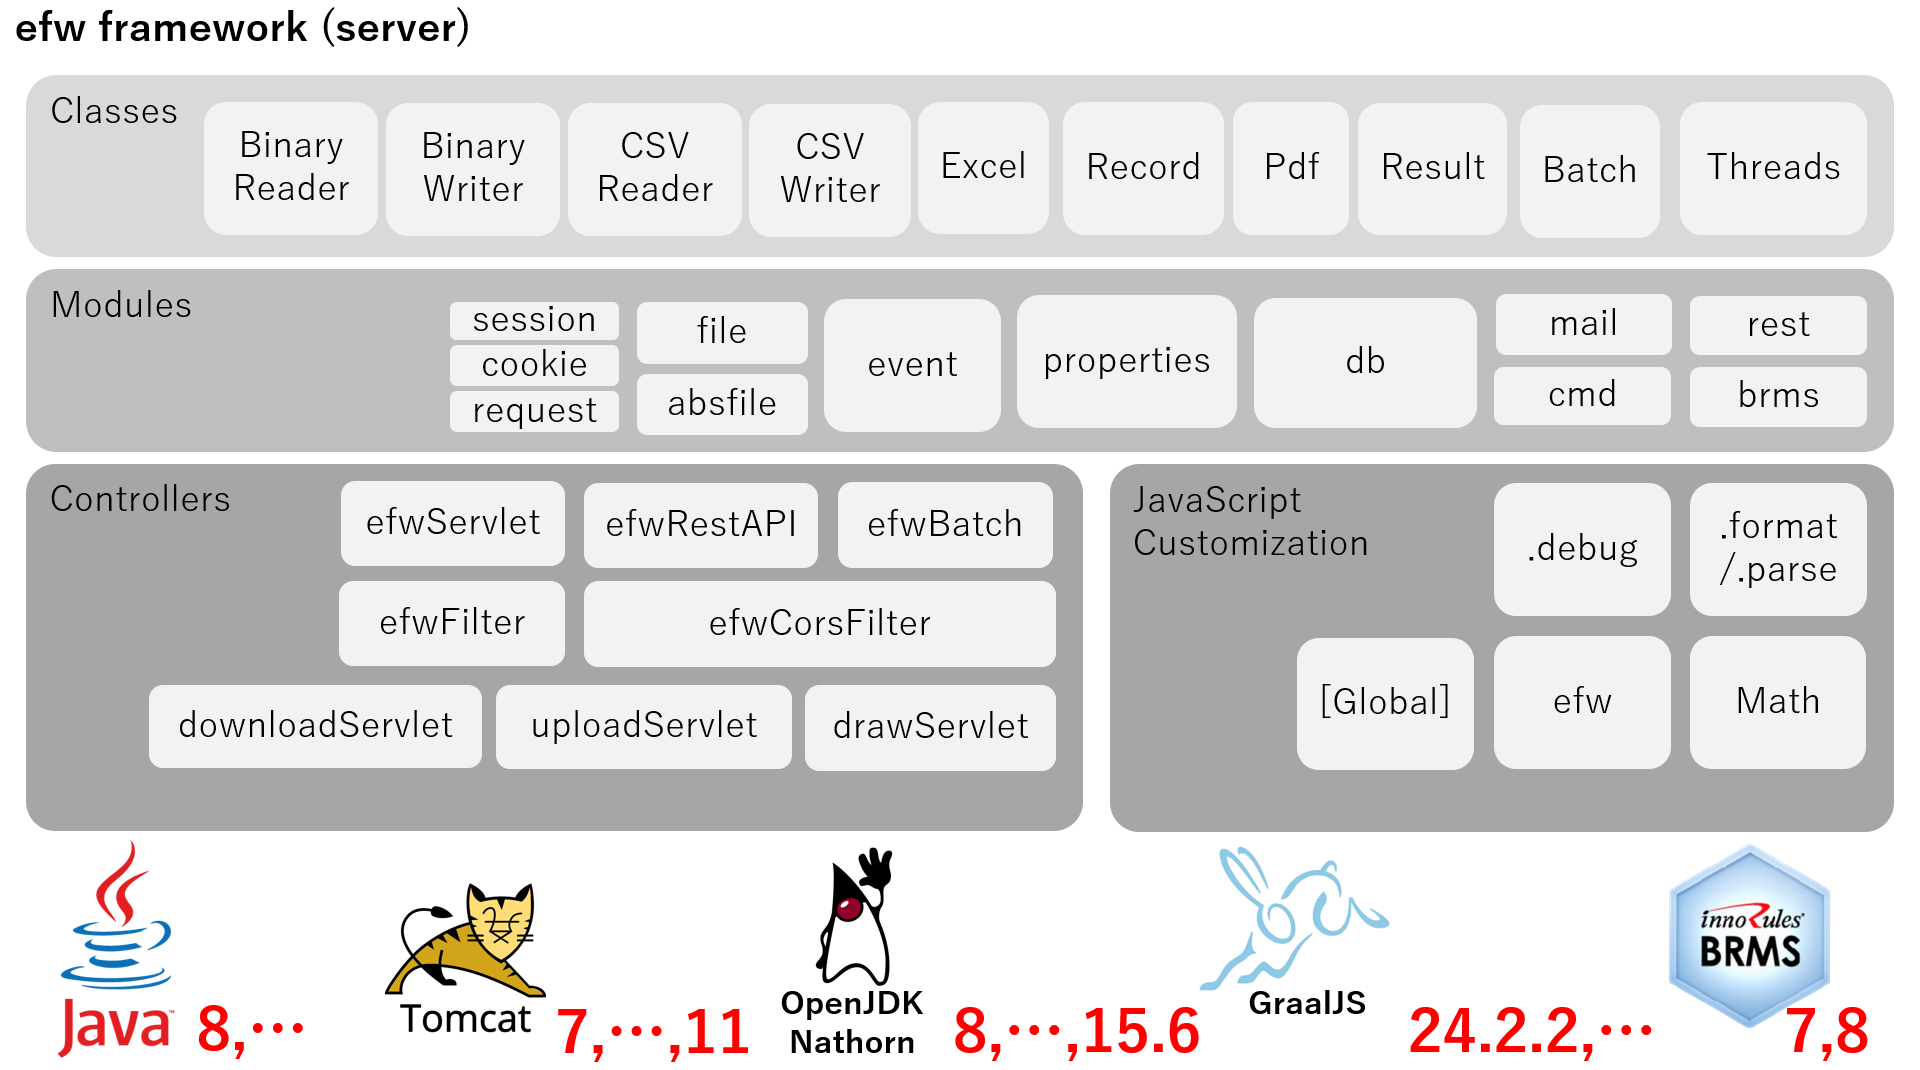 efw framework (server)
Classes
Binary
Reader
Binary
Writer
CSV
Reader
CSV
Writer
Excel
Record
Pdf
Result
Batch
Threads
Modules
session
cookie
request
file
absfile
event
properties
db
mail
cmd
rest
brms
Controllers
efwServlet
efwRestAPI
efwBatch
efwFilter
efwCorsFilter
downloadServlet
uploadServlet
drawServlet
JavaScript
Customization
.debug
.format
/.parse
[Global]
efw
Math
Java™
8,…
Tomcat
7,…,11
OpenJDK
Nathorn
8,…,15.6
GraalJS
24.2.2,…
innoRules®
BRMS
7,8